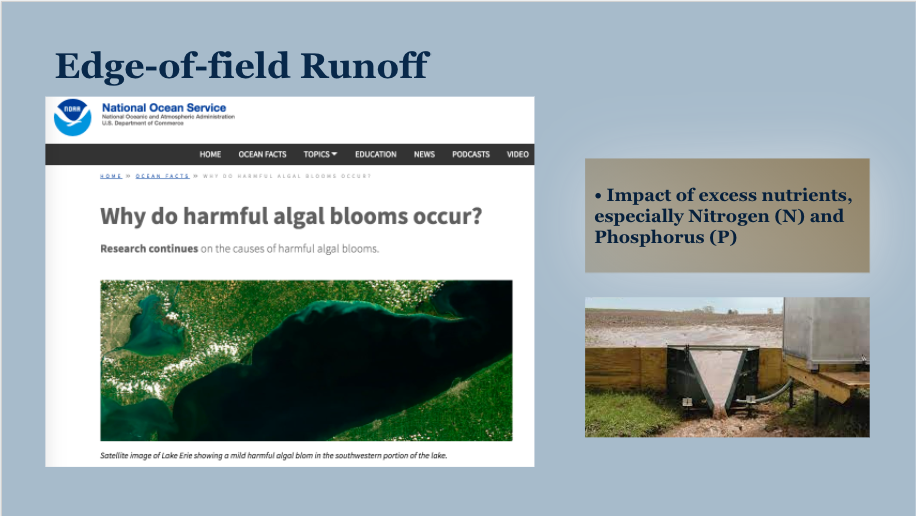 Edge-of-field Runoff
NOAA
National Ocean Service
National Oceanic and Atmospheric Administration
U.S. Department of Commerce
HOME OCEAN FACTS TOPICS EDUCATION NEWS PODCASTS VIDEO
HOME » OCEAN FACTS » WHY DO HARMFUL ALGAL BLOOMS OCCUR?
Why do harmful algal blooms occur?
Research continues on the causes of harmful algal blooms.
Satellite image of Lake Erie showing a mild harmful algal blom in the southwestern portion of the lake.
• Impact of excess nutrients,
especially Nitrogen (N) and
Phosphorus (P)